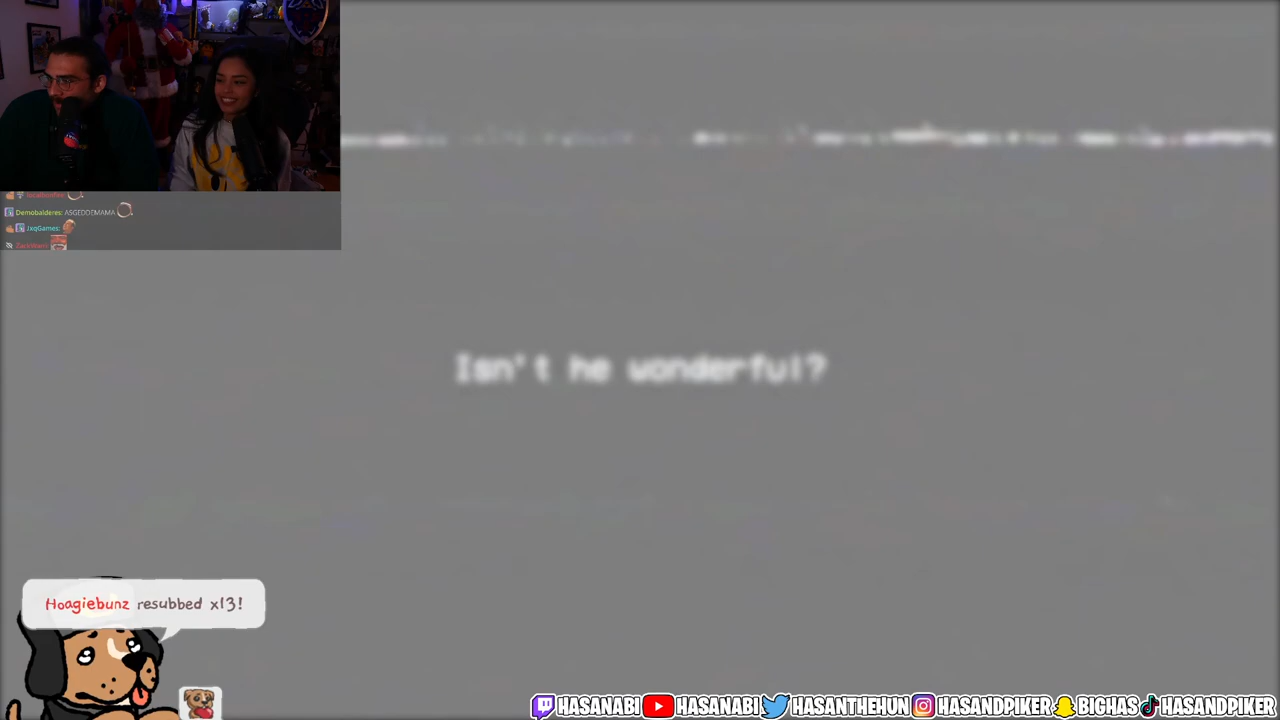 Demobalderes: ASGEDDEMAMA
JxqGames:
Isn't he wonderful?
Hoagiebunz resubbed x13!
HASANABI HASANABI HASANTHEHUN HASANDPIKER BIGHAS HASANDPIKER